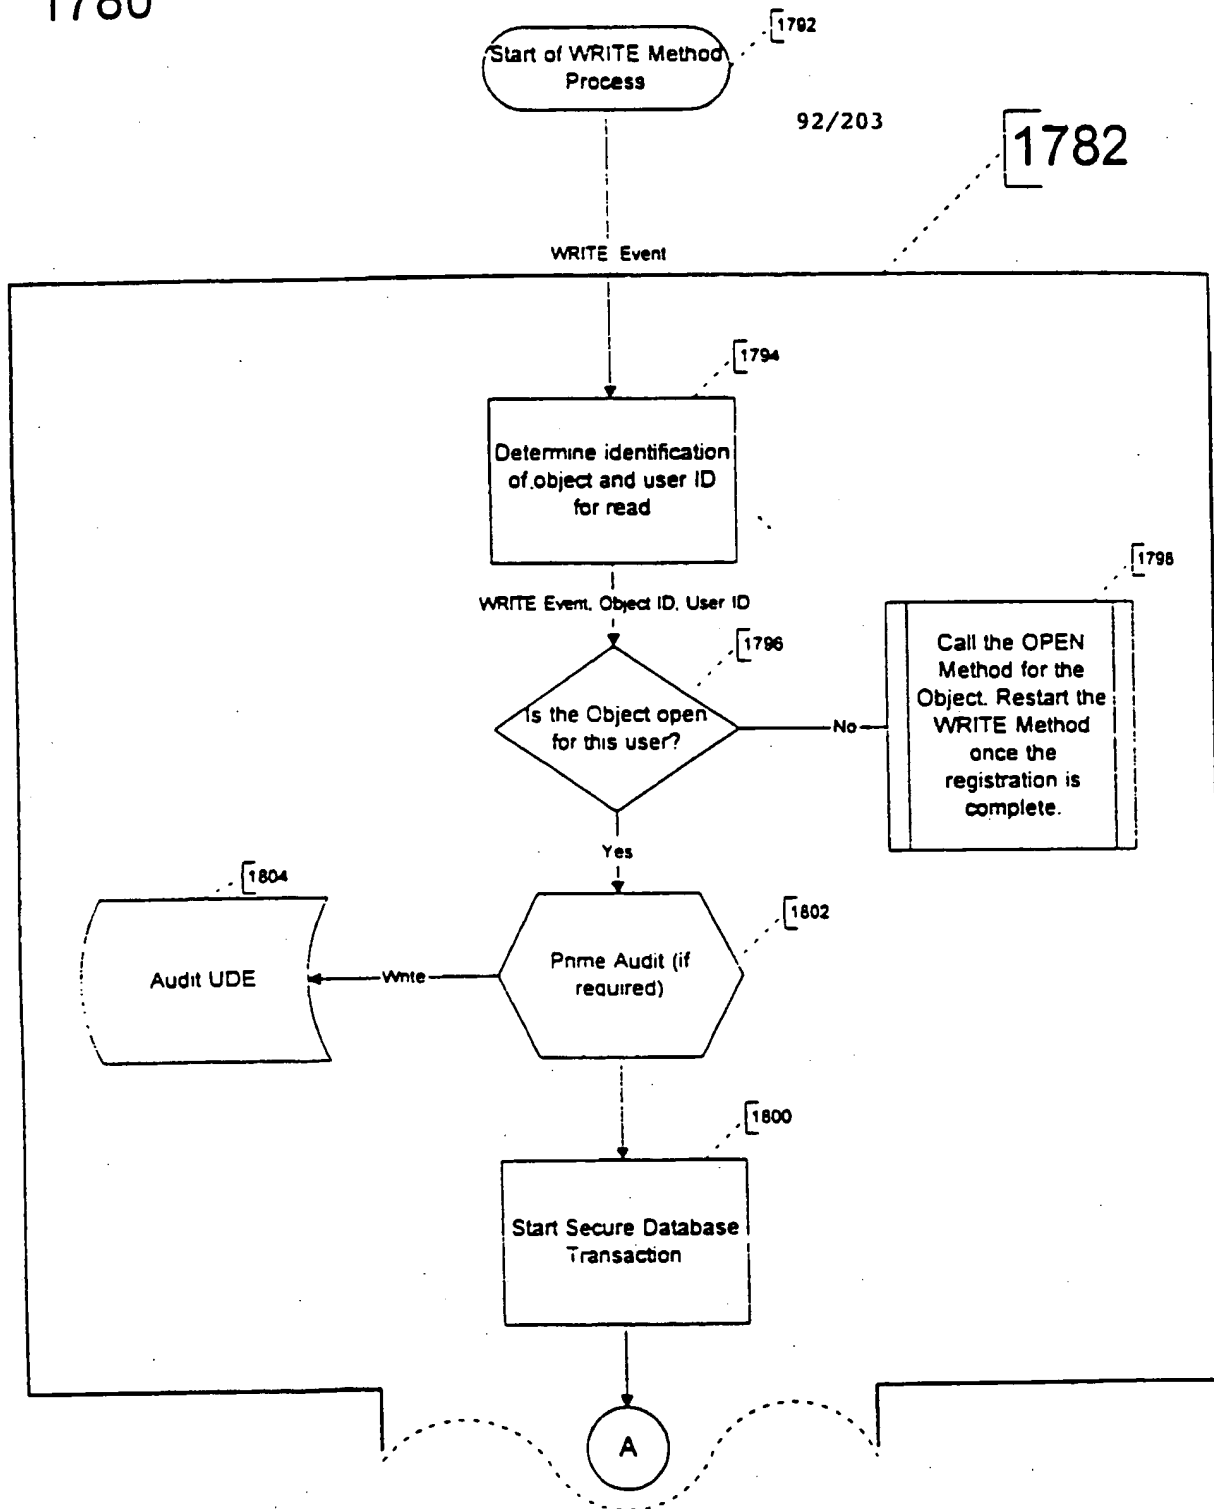 1780
1792
Start of WRITE Method
Process
92/203
1782
WRITE Event
1794
Determine identification
of object and user ID
for read
WRITE Event, Object ID, User ID
1796
1798
Is the Object open
for this user?
No
Call the OPEN
Method for the
Object. Restart the
WRITE Method
once the
registration is
complete.
Yes
1804
1802
Audit UDE
Write
Prime Audit (if
required)
1800
Start Secure Database
Transaction
A